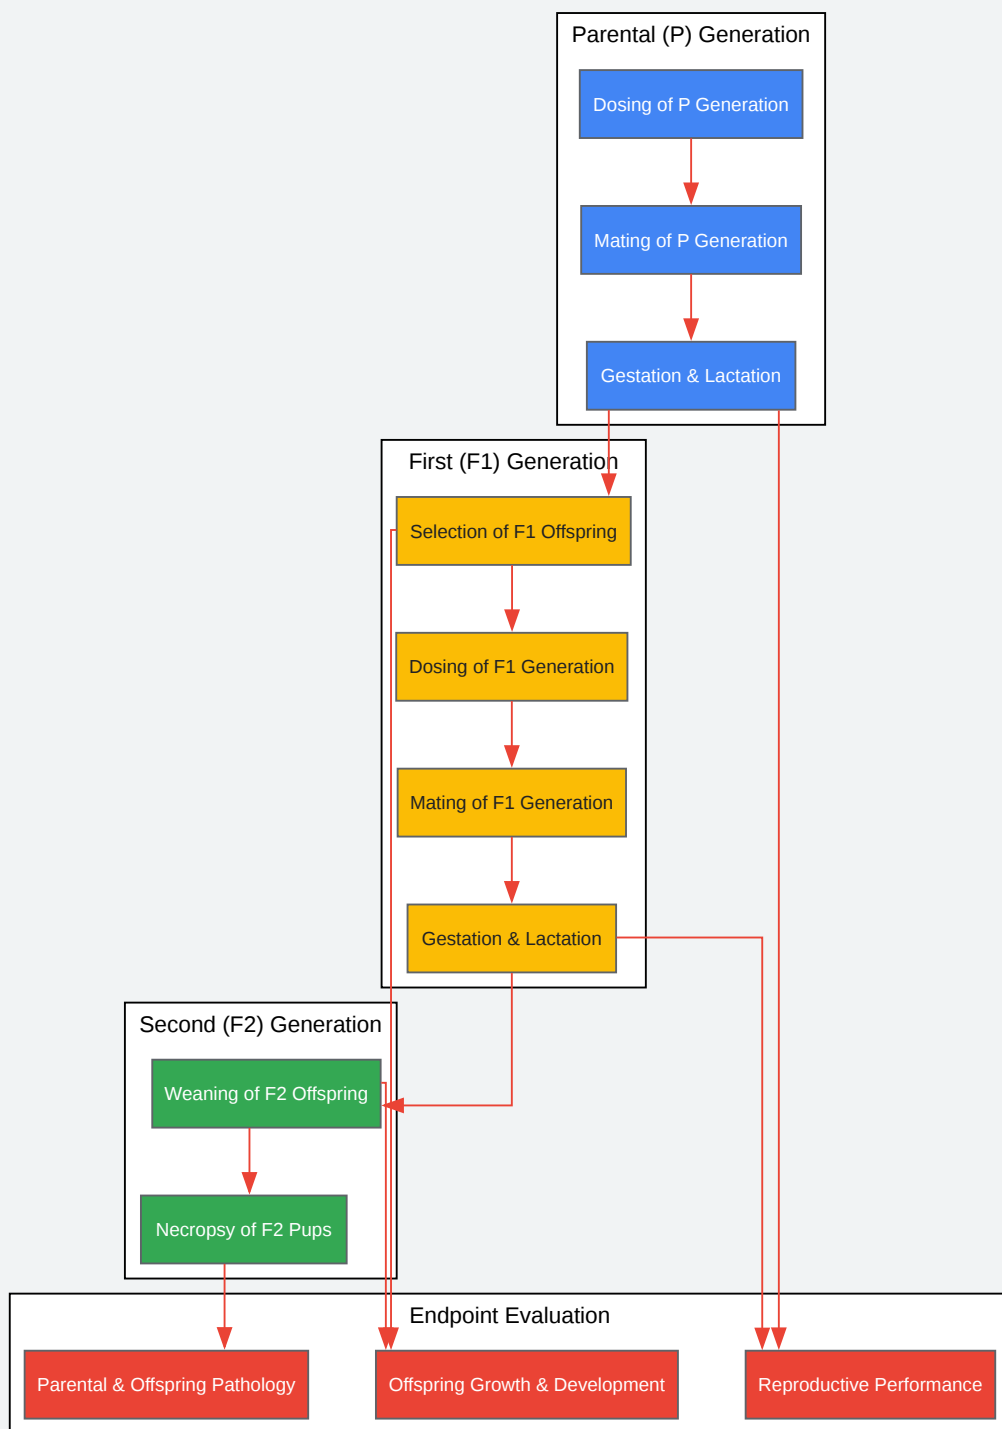 Parental (P) Generation
Dosing of P Generation
Mating of P Generation
Gestation & Lactation
First (F1) Generation
Selection of F1 Offspring
Dosing of F1 Generation
Mating of F1 Generation
Gestation & Lactation
Second (F2) Generation
Weaning of F2 Offspring
Necropsy of F2 Pups
Endpoint Evaluation
Parental & Offspring Pathology
Offspring Growth & Development
Reproductive Performance